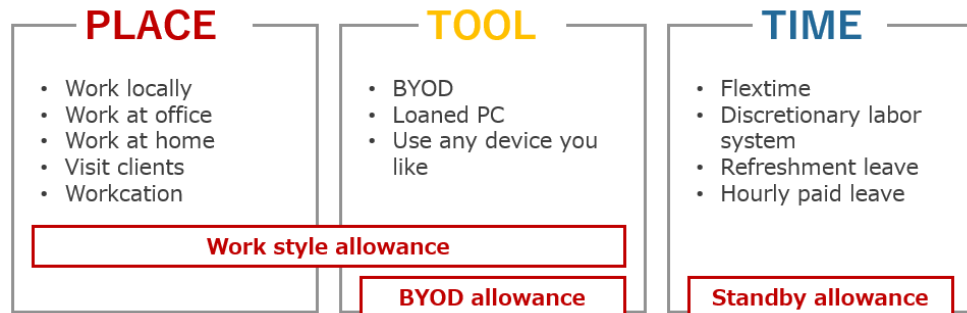 PLACE
• Work locally
• Work at office
• Work at home
• Visit clients
• Workcation
TOOL
• BYOD
• Loaned PC
• Use any device you
like
TIME
• Flextime
• Discretionary labor
system
• Refreshment leave
• Hourly paid leave
Work style allowance
BYOD allowance
Standby allowance